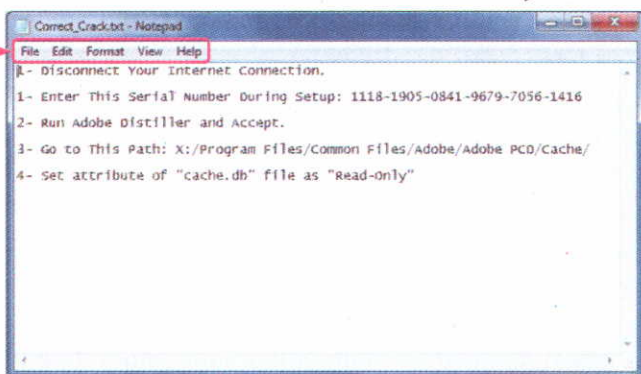 Correct_Crack.txt - Notepad
File Edit Format View Help
1- Disconnect Your Internet Connection.
1- Enter This Serial Number During Setup: 1118-1905-0841-9679-7056-1416
2- Run Adobe Distiller and Accept.
3- Go to This Path: X:/Program Files/Common Files/Adobe/Adobe PCD/Cache/
4- Set attribute of "cache.db" file as "Read-Only"